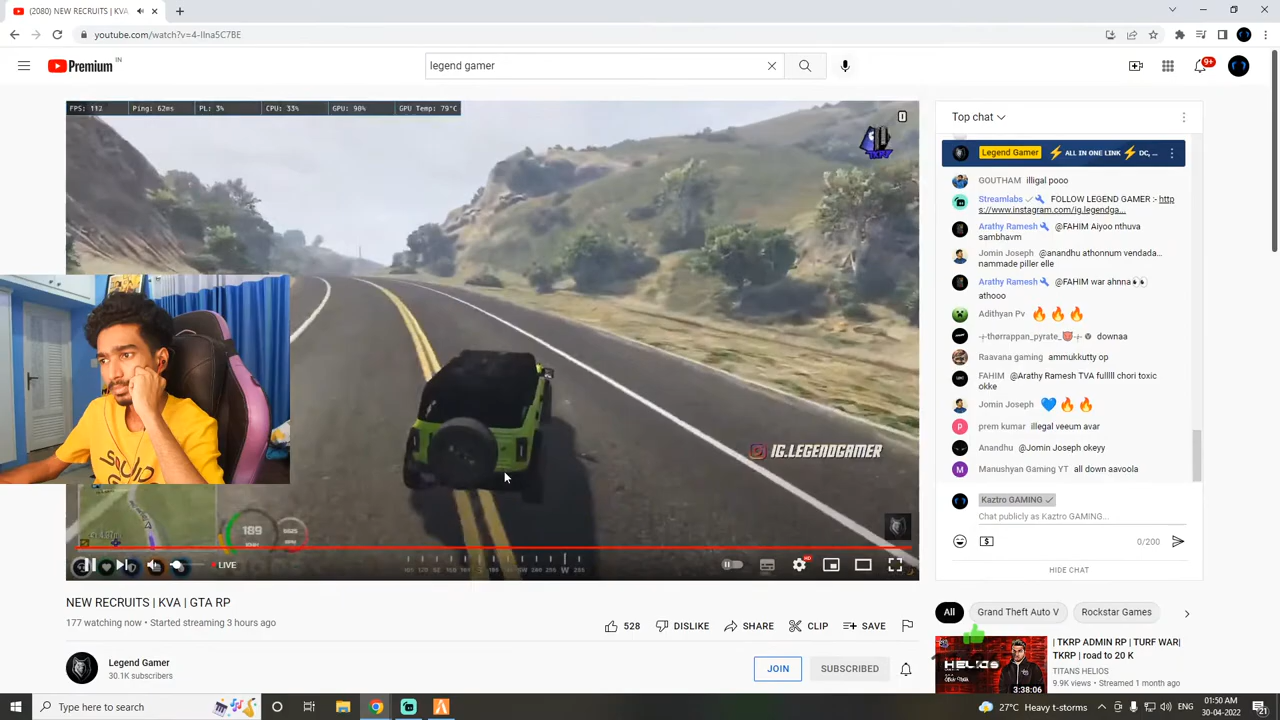 (2080) NEW RECRUITS | KVA
youtube.com/watch?v=4-lIna5C7BE
Premium IN
legend gamer
9+
FPS: 112 Ping: 62ms PL: 3% CPU: 33% GPU: 90% GPU Temp: 79°C
IG.LEGENDGAMER
189
LIVE
Top chat
Legend Gamer ⚡ ALL IN ONE LINK ⚡ DC, ...
GOUTHAM illigal pooo
Streamlabs FOLLOW LEGEND GAMER :- http
s://www.instagram.com/ig.legendga...
Arathy Ramesh @FAHIM Aiyoo nthuva
sambhavm
Jomin Joseph @anandhu athonnum vendada...
nammade piller elle
Arathy Ramesh @FAHIM war ahnna👀
athooo
Adithyan Pv 🔥 🔥 🔥
-⍭thørrappan_pyrate_👹⍭- downaa
Raavana gaming ammukkutty op
FAHIM @Arathy Ramesh TVA fulllll chori toxic
okke
Jomin Joseph 💙 🔥 🔥
prem kumar illegal veeum avar
Anandhu @Jomin Joseph okeyy
M Manushyan Gaming YT all down aavoola
Kaztro GAMING
Chat publicly as Kaztro GAMING...
0/200
HIDE CHAT
NEW RECRUITS | KVA | GTA RP
177 watching now • Started streaming 3 hours ago
528 DISLIKE SHARE CLIP SAVE
Legend Gamer
30.1K subscribers
JOIN SUBSCRIBED
All Grand Theft Auto V Rockstar Games
| TKRP ADMIN RP | TURF WAR|
TKRP | road to 20 K
TITANS HELIOS
9.9K views • Streamed 1 month ago
HELIOS
3:38:06
Type here to search
27°C Heavy t-storms
ENG
01:50 AM
30-04-2022
21